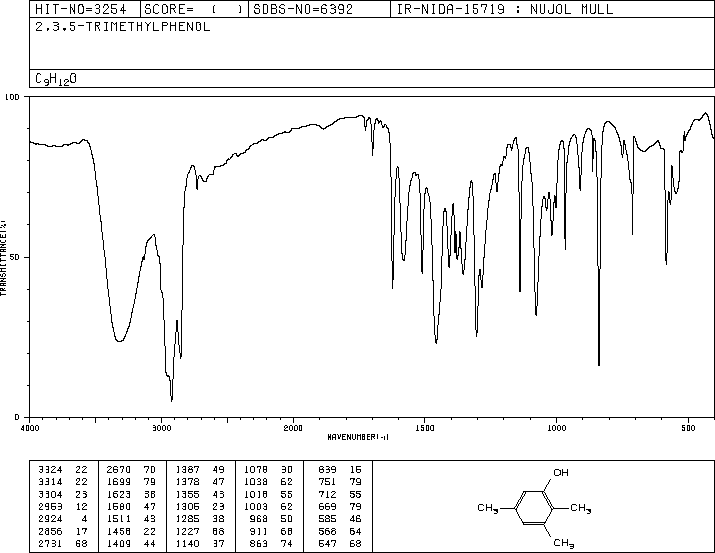 HIT-NO=3254 SCORE= ( ) SDBS-NO=6392 IR-NIDA-15719 : NUJOL MULL
2,3,5-TRIMETHYLPHENOL
C9H12O
100
50
0
TRANSMITTANCE(%)
4000 3000 2000 1500 1000 500
WAVENUMBER(-1)
3324 22 2670 70 1387 49 1078 30 839 15
3314 22 1699 79 1378 47 1038 62 751 79
3304 23 1623 38 1355 43 1018 55 712 55
2953 12 1580 47 1305 23 1003 62 669 79
2924 4 1511 43 1285 38 968 50 585 46
2856 17 1458 22 1227 68 911 68 568 64
2731 68 1409 44 1140 37 863 74 547 68
OH
CH3 CH3
CH3